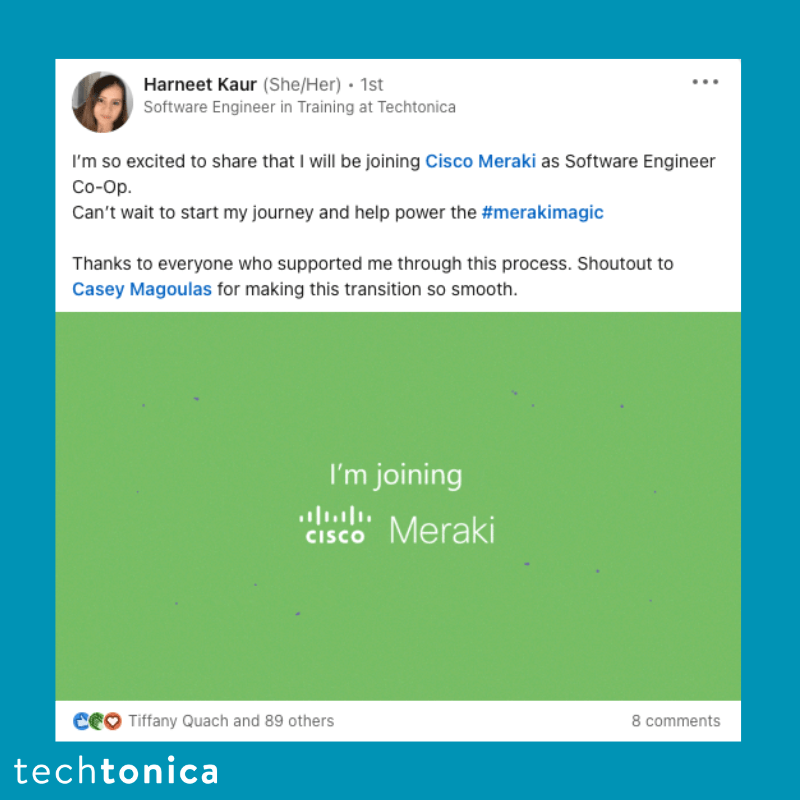 Harneet Kaur (She/Her) • 1st
Software Engineer in Training at Techtonica
I’m so excited to share that I will be joining Cisco Meraki as Software Engineer
Co-Op.
Can’t wait to start my journey and help power the #merakimagic
Thanks to everyone who supported me through this process. Shoutout to
Casey Magoulas for making this transition so smooth.
I’m joining
CISCO Meraki
Tiffany Quach and 89 others
8 comments
techtonica